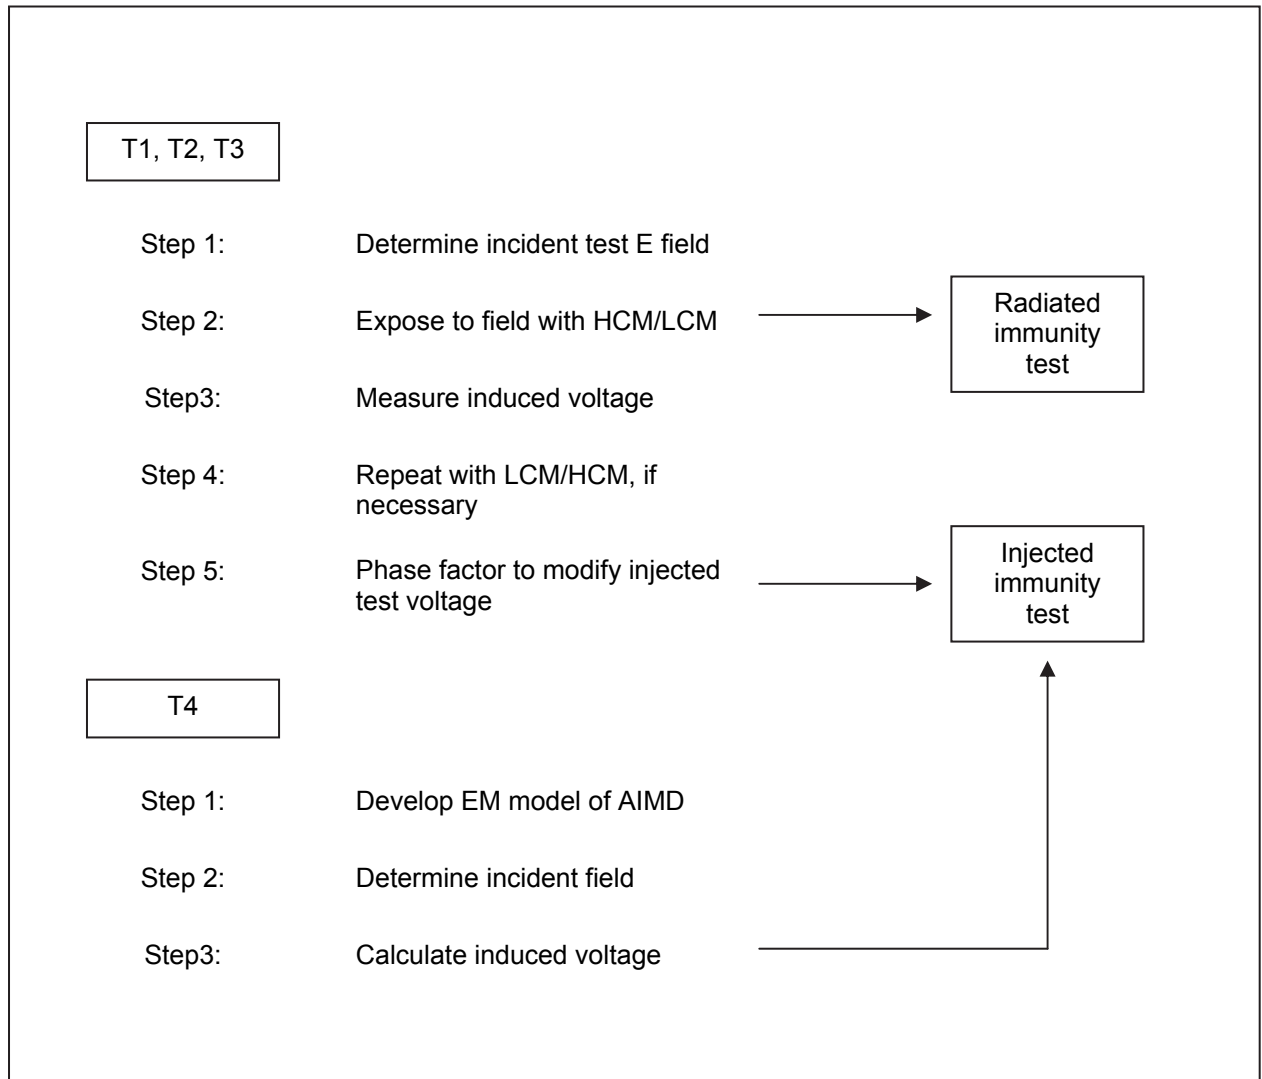 T1, T2, T3
Step 1: Determine incident test E field
Step 2: Expose to field with HCM/LCM
Radiated
immunity
test
Step3: Measure induced voltage
Step 4: Repeat with LCM/HCM, if
necessary
Step 5: Phase factor to modify injected
test voltage
Injected
immunity
test
T4
Step 1: Develop EM model of AIMD
Step 2: Determine incident field
Step3: Calculate induced voltage